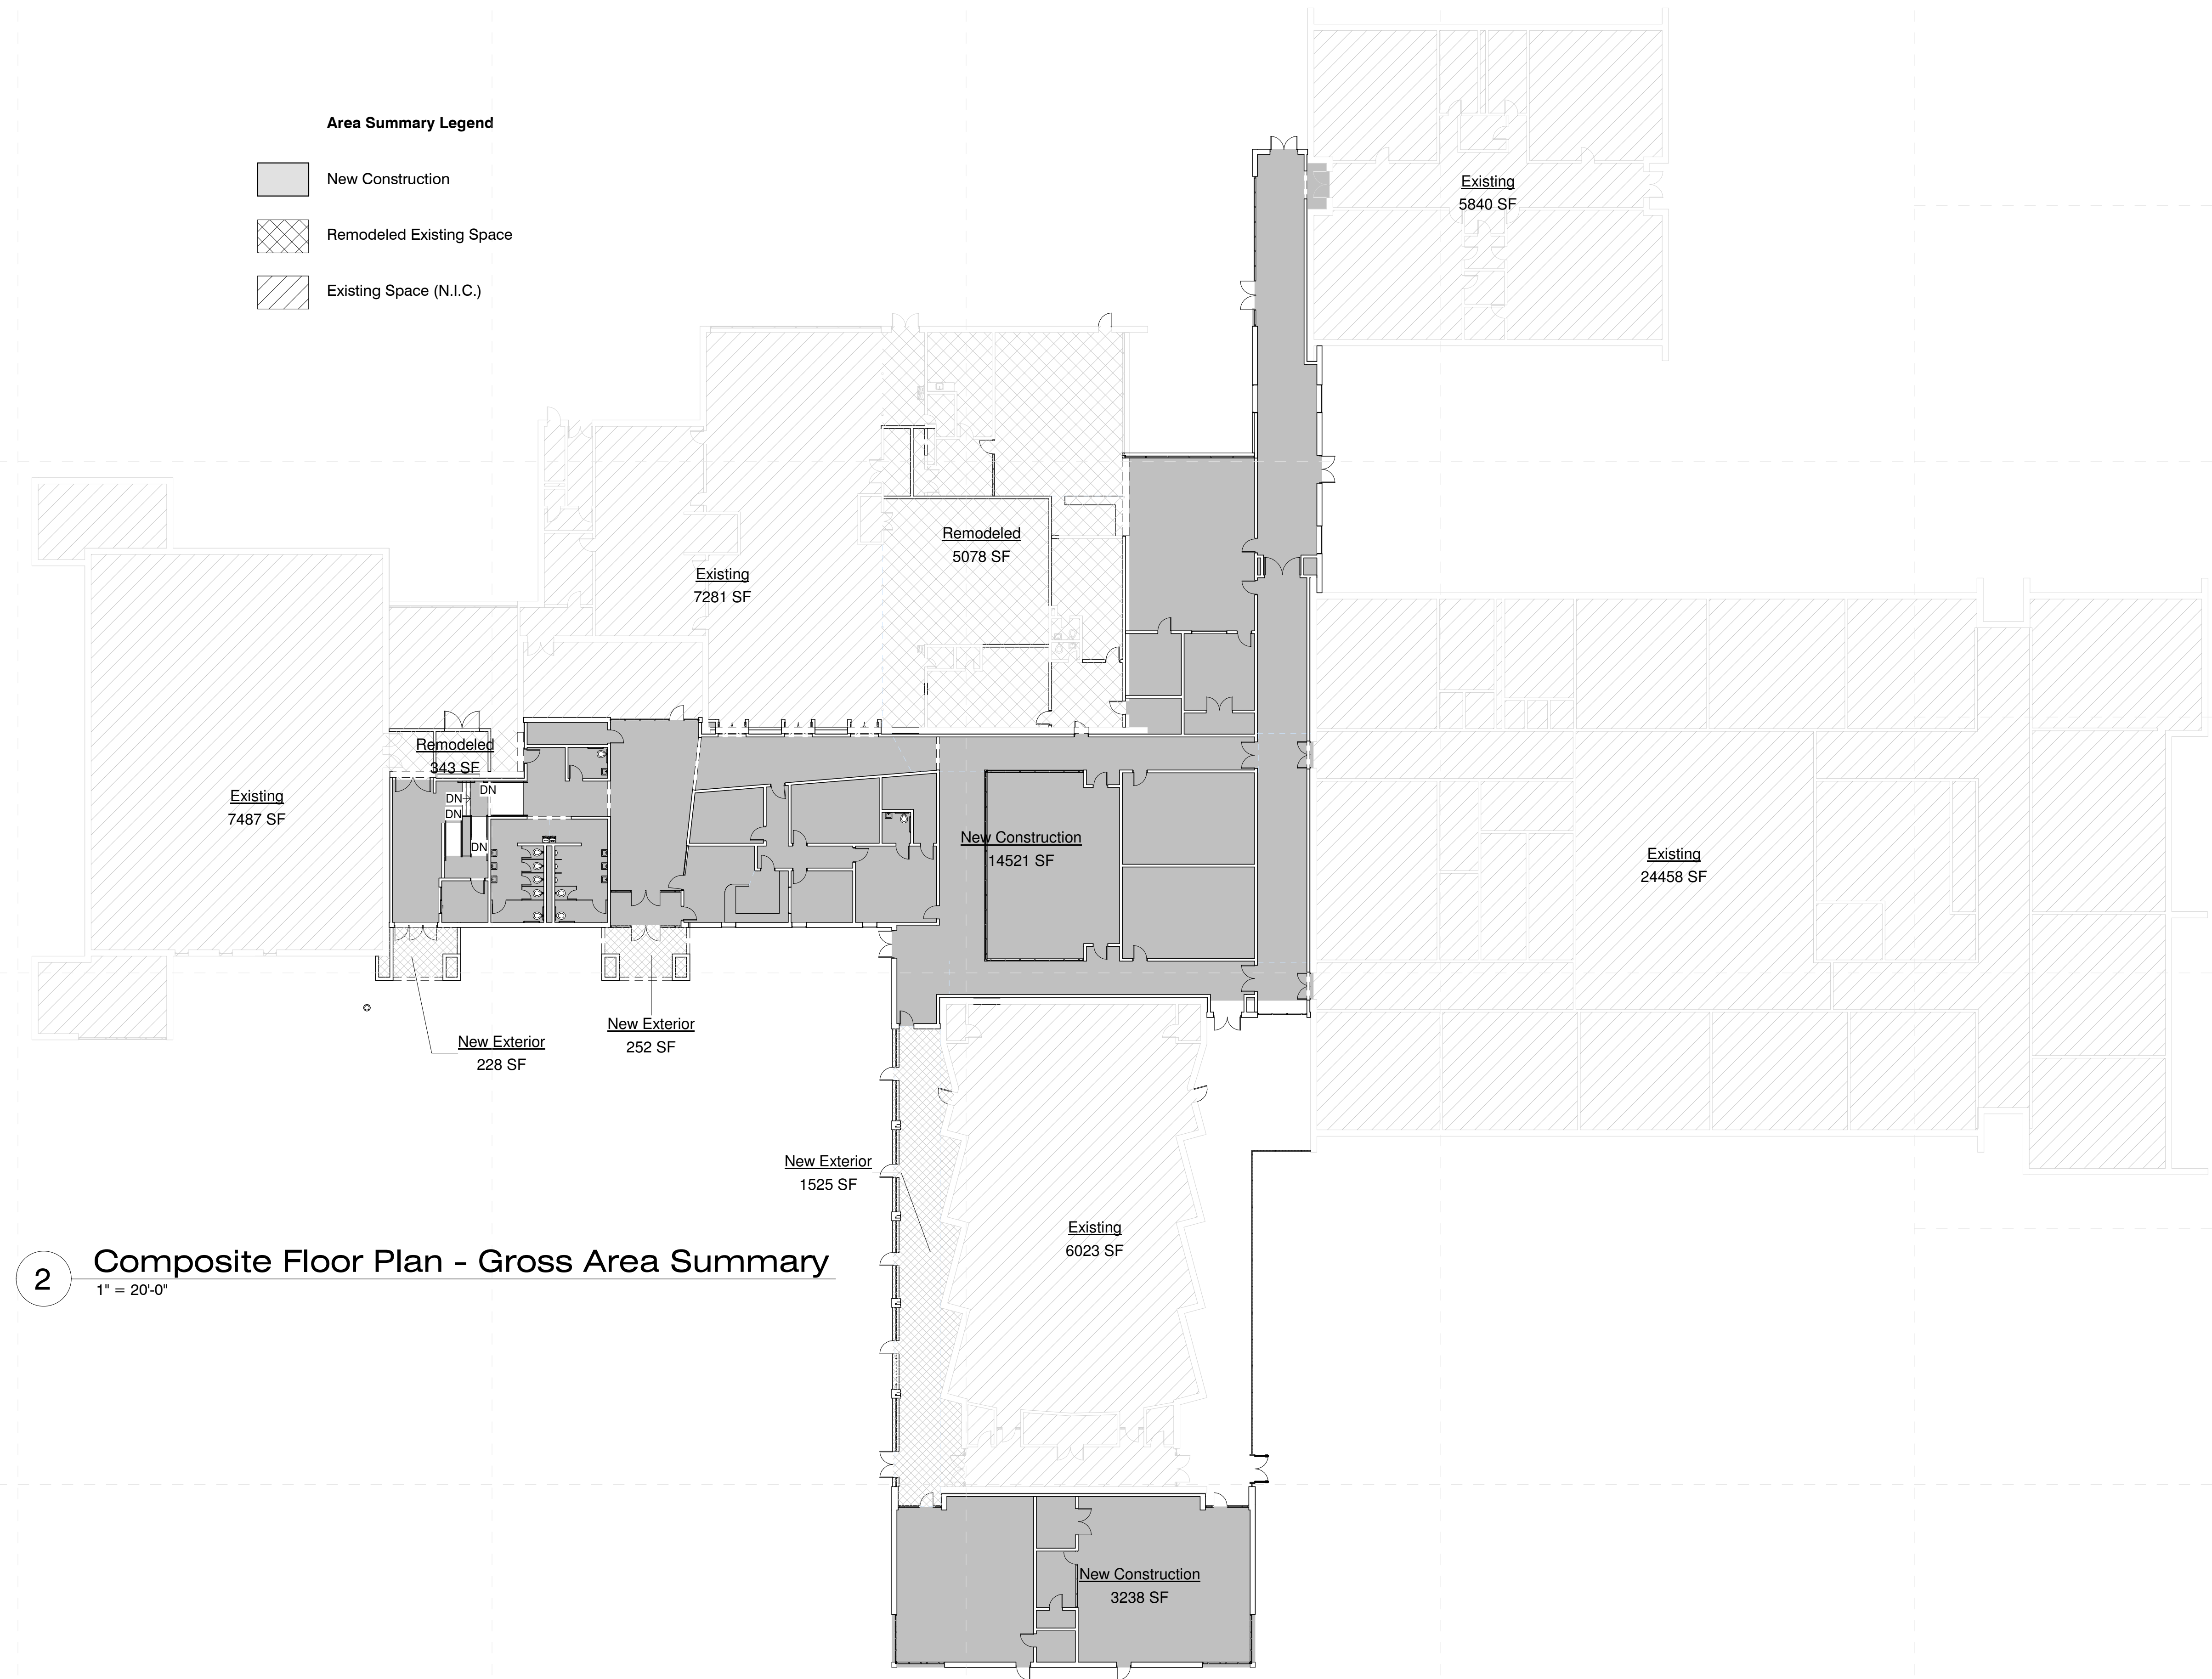 Area Summary Legend
New Construction
Remodeled Existing Space
Existing Space (N.I.C.)
Existing
5840 SF
Remodeled
5078 SF
Existing
7281 SF
Remodeled
343 SF
DN
DN
DN
DN
Existing
7487 SF
New Construction
14521 SF
Existing
24458 SF
New Exterior
228 SF
New Exterior
252 SF
New Exterior
1525 SF
Existing
6023 SF
2
Composite Floor Plan - Gross Area Summary
1" = 20'-0"
New Construction
3238 SF